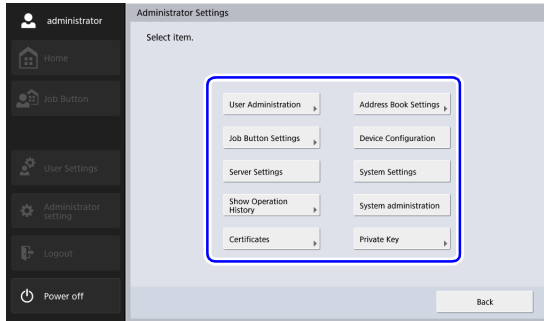 administrator
Home
Job Button
User Settings
Administrator
setting
Logout
Power off
Administrator Settings
Select item.
User Administration
Address Book Settings
Job Button Settings
Device Configuration
Server Settings
System Settings
Show Operation
History
System administration
Certificates
Private Key
Back